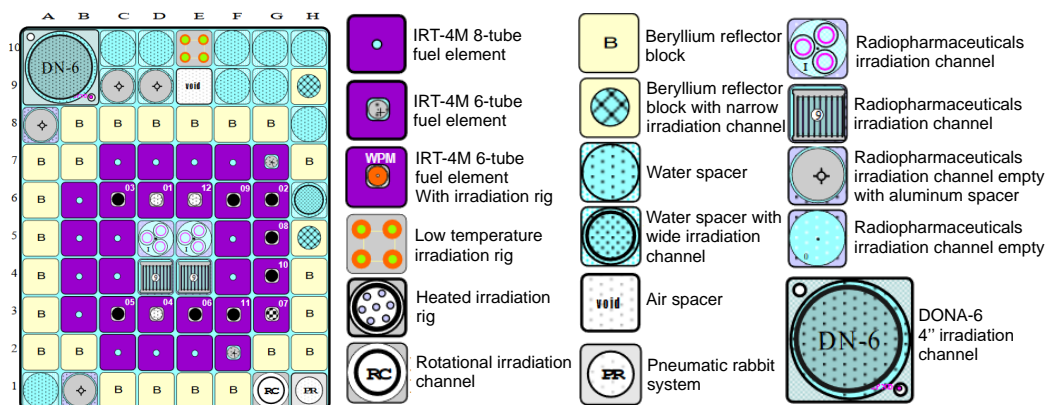 A B C D E F G H
10
DN-6
9 void
8 B B B B B B
7 B B B
6 B 03 01 12 09 02
5 B I I 08
4 B 9 9 10 B
3 B 05 04 06 11 07 B
2 B B B B
1 B B B B RC PR
IRT-4M 8-tube
fuel element
IRT-4M 6-tube
fuel element
WPM
IRT-4M 6-tube
fuel element
With irradiation rig
Low temperature
irradiation rig
Heated irradiation
rig
RC
Rotational irradiation
channel
B
Beryllium reflector
block
Beryllium reflector
block with narrow
irradiation channel
Water spacer
Water spacer with
wide irradiation
channel
void
Air spacer
PR
Pneumatic rabbit
system
I
Radiopharmaceuticals
irradiation channel
9
Radiopharmaceuticals
irradiation channel
Radiopharmaceuticals
irradiation channel empty
with aluminum spacer
0
Radiopharmaceuticals
irradiation channel empty
DN-6
DONA-6
4’’ irradiation
channel